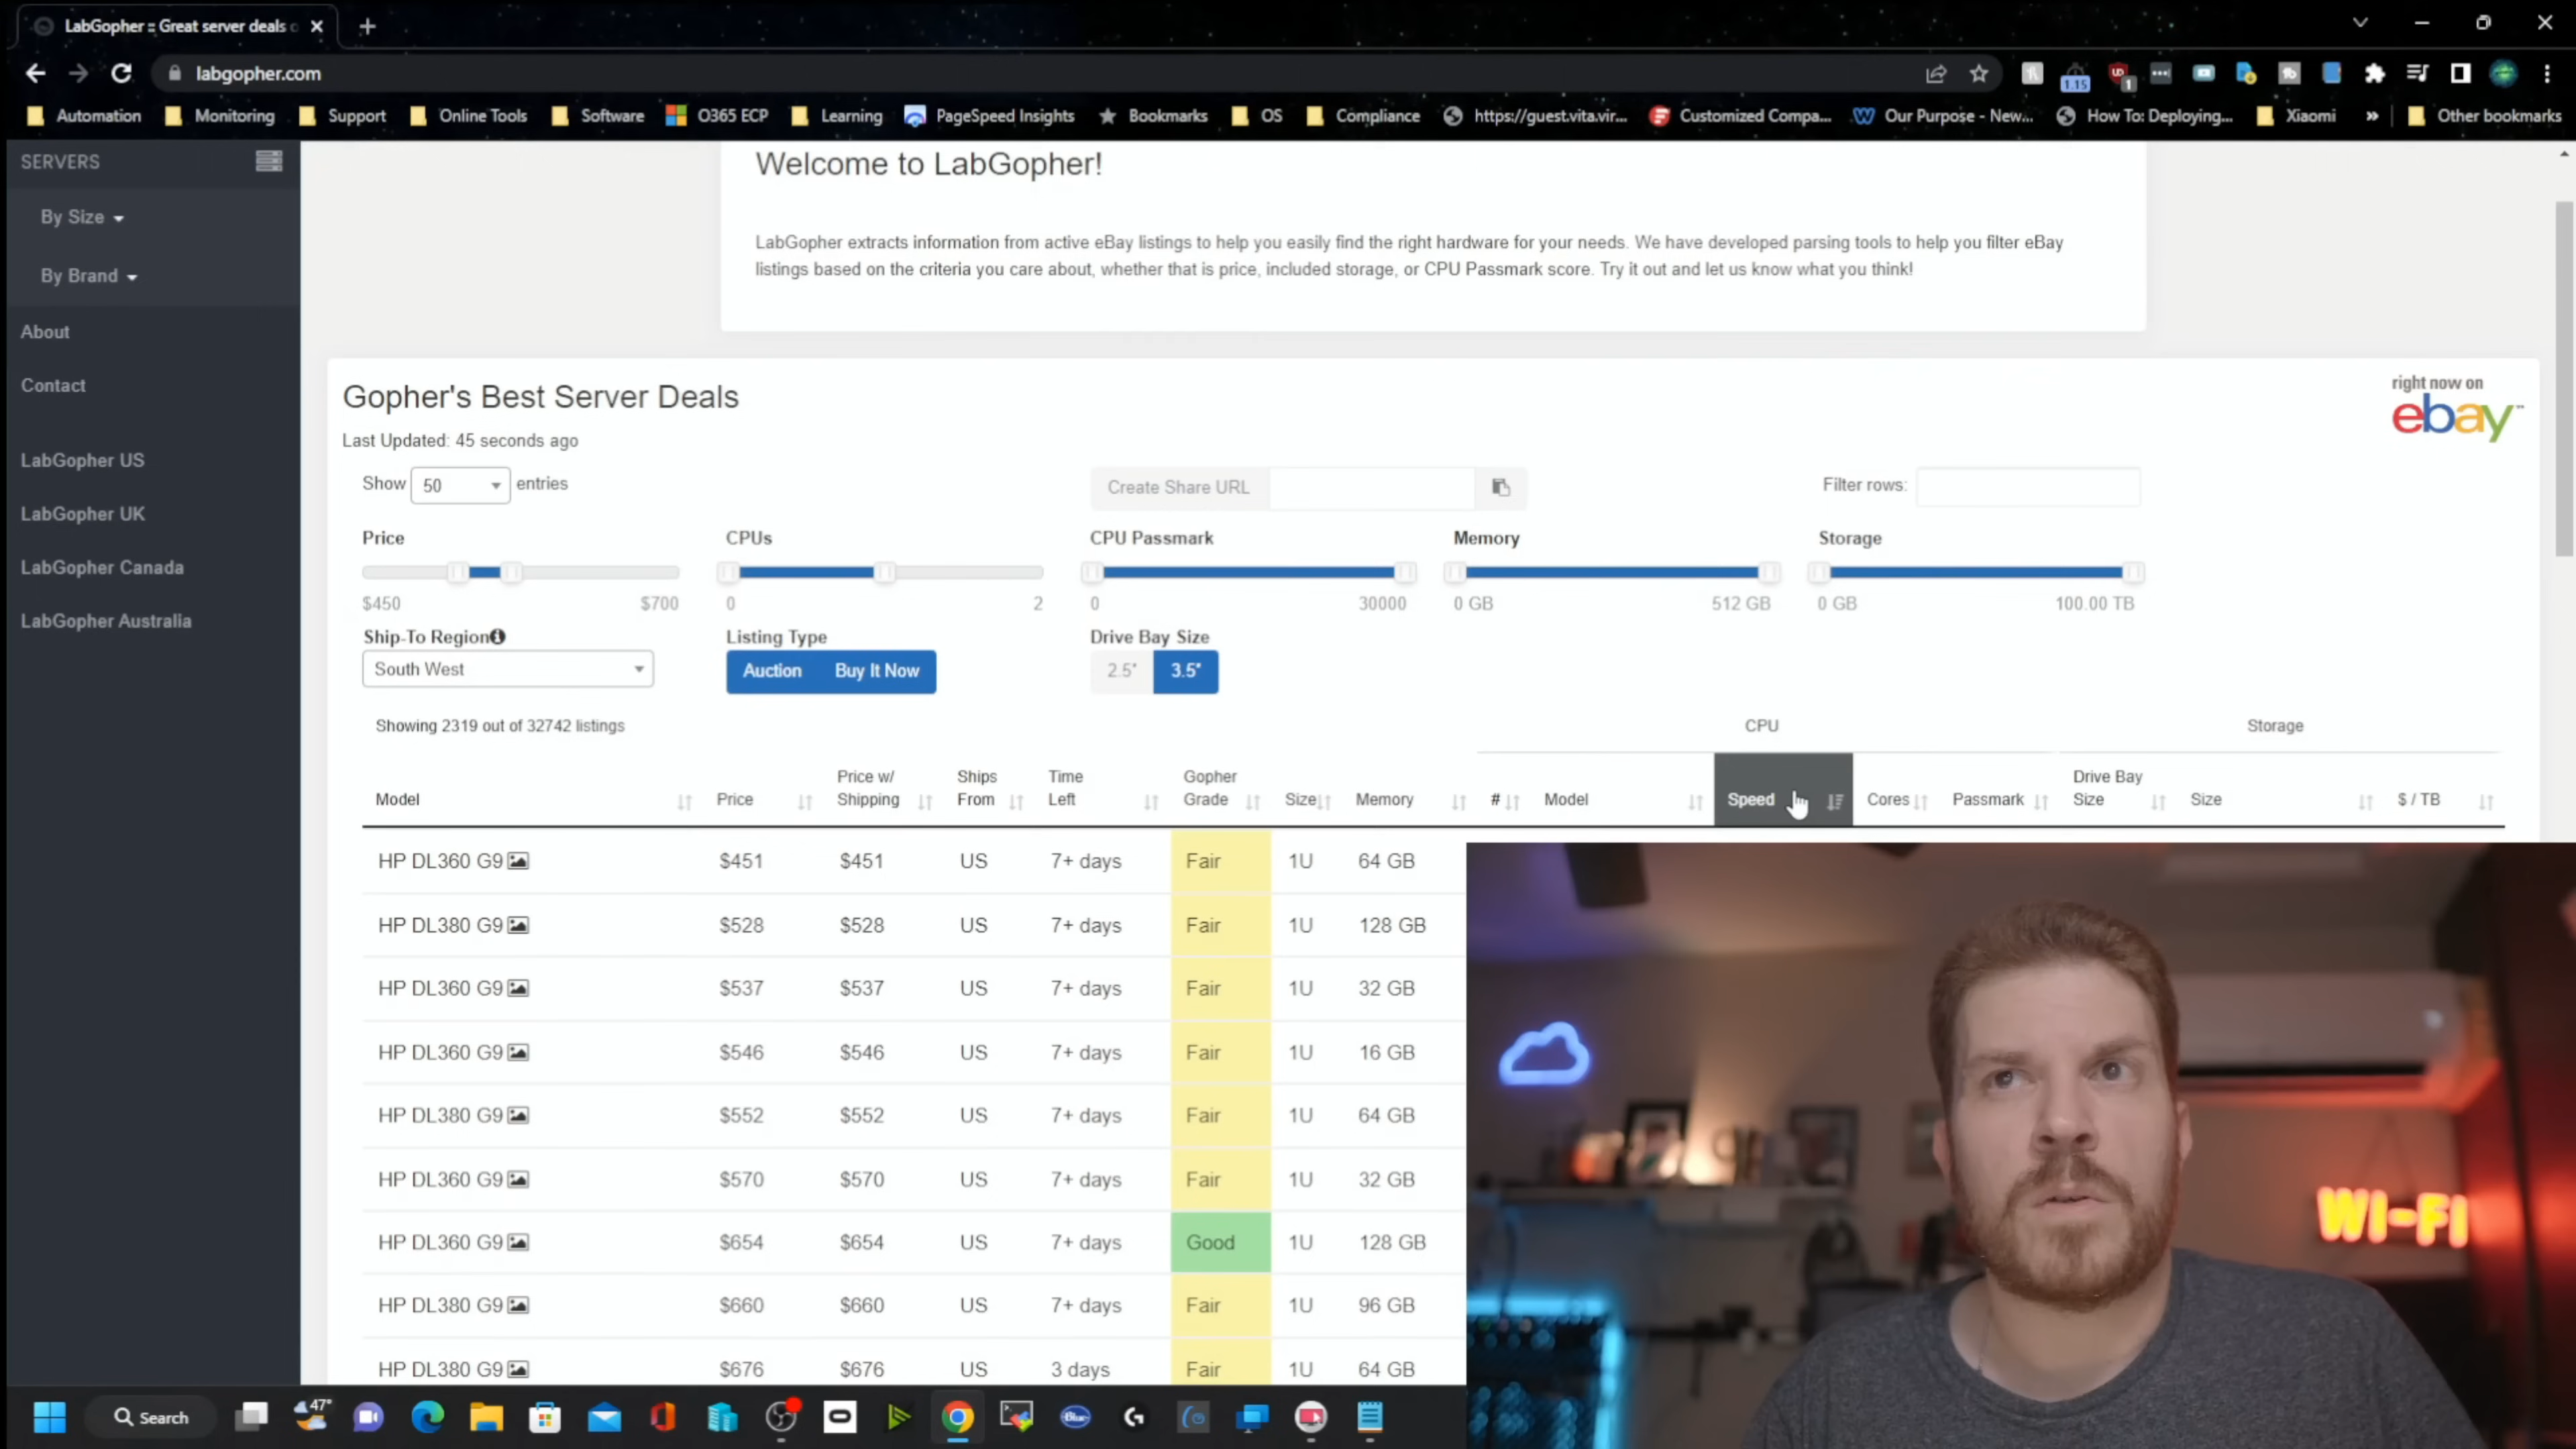 LabGopher :: Great server deals o
labgopher.com
1.15
1
Automation Monitoring Support Online Tools Software O365 ECP Learning PageSpeed Insights Bookmarks OS Compliance https://guest.vita.vir... Customized Compa... Our Purpose - New... How To: Deploying... Xiaomi » Other bookmarks
SERVERS
By Size
By Brand
About
Contact
LabGopher US
LabGopher UK
LabGopher Canada
LabGopher Australia
Welcome to LabGopher!
LabGopher extracts information from active eBay listings to help you easily find the right hardware for your needs. We have developed parsing tools to help you filter eBay
listings based on the criteria you care about, whether that is price, included storage, or CPU Passmark score. Try it out and let us know what you think!
Gopher's Best Server Deals
right now on
ebay™
Last Updated: 45 seconds ago
Show 50 entries
Create Share URL
Filter rows:
Price CPUs CPU Passmark Memory Storage
$450 $700 0 2 0 30000 0 GB 512 GB 0 GB 100.00 TB
Ship-To Region Listing Type Drive Bay Size
South West Auction Buy It Now 2.5" 3.5"
Showing 2319 out of 32742 listings
CPU Storage
Model Price Price w/ Shipping Ships From Time Left Gopher Grade Size Memory # Model Speed Cores Passmark Drive Bay Size Size $ / TB
HP DL360 G9 $451 $451 US 7+ days Fair 1U 64 GB
HP DL380 G9 $528 $528 US 7+ days Fair 1U 128 GB
HP DL360 G9 $537 $537 US 7+ days Fair 1U 32 GB
HP DL360 G9 $546 $546 US 7+ days Fair 1U 16 GB
HP DL380 G9 $552 $552 US 7+ days Fair 1U 64 GB
HP DL360 G9 $570 $570 US 7+ days Fair 1U 32 GB
HP DL360 G9 $654 $654 US 7+ days Good 1U 128 GB
HP DL380 G9 $660 $660 US 7+ days Fair 1U 96 GB
HP DL380 G9 $676 $676 US 3 days Fair 1U 64 GB
WI-FI
Search
47°
Blue